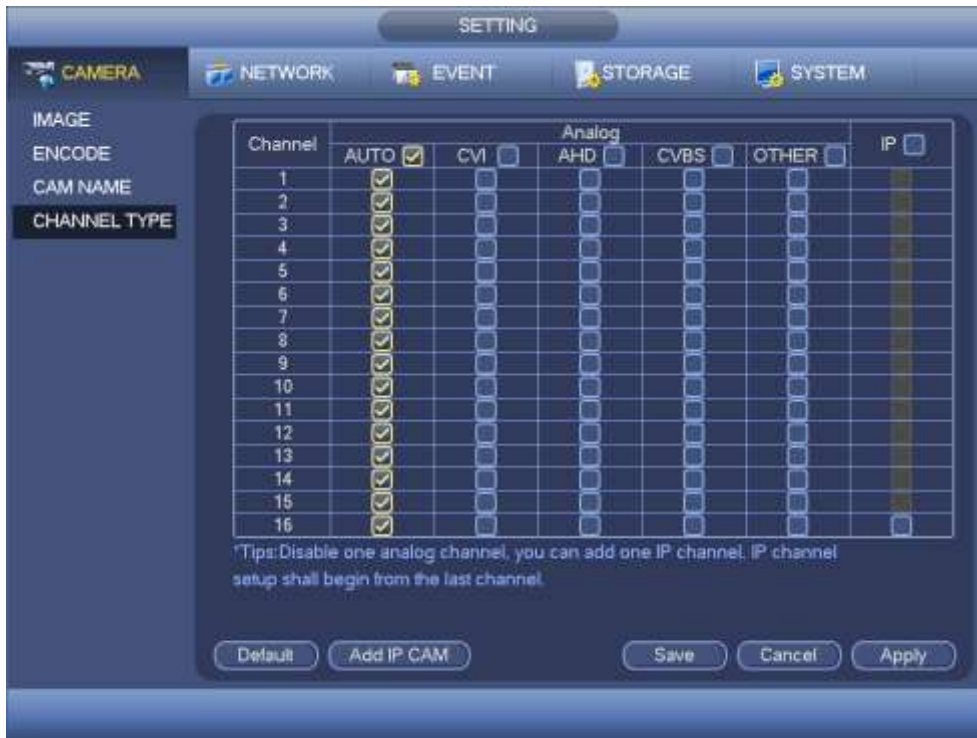 SETTING
CAMERA NETWORK EVENT STORAGE SYSTEM
IMAGE
ENCODE
CAM NAME
CHANNEL TYPE
Channel Analog IP
AUTO CVI AHD CVBS OTHER
1
2
3
4
5
6
7
8
9
10
11
12
13
14
15
16
*Tips:Disable one analog channel, you can add one IP channel. IP channel
setup shall begin from the last channel.
Default Add IP CAM Save Cancel Apply